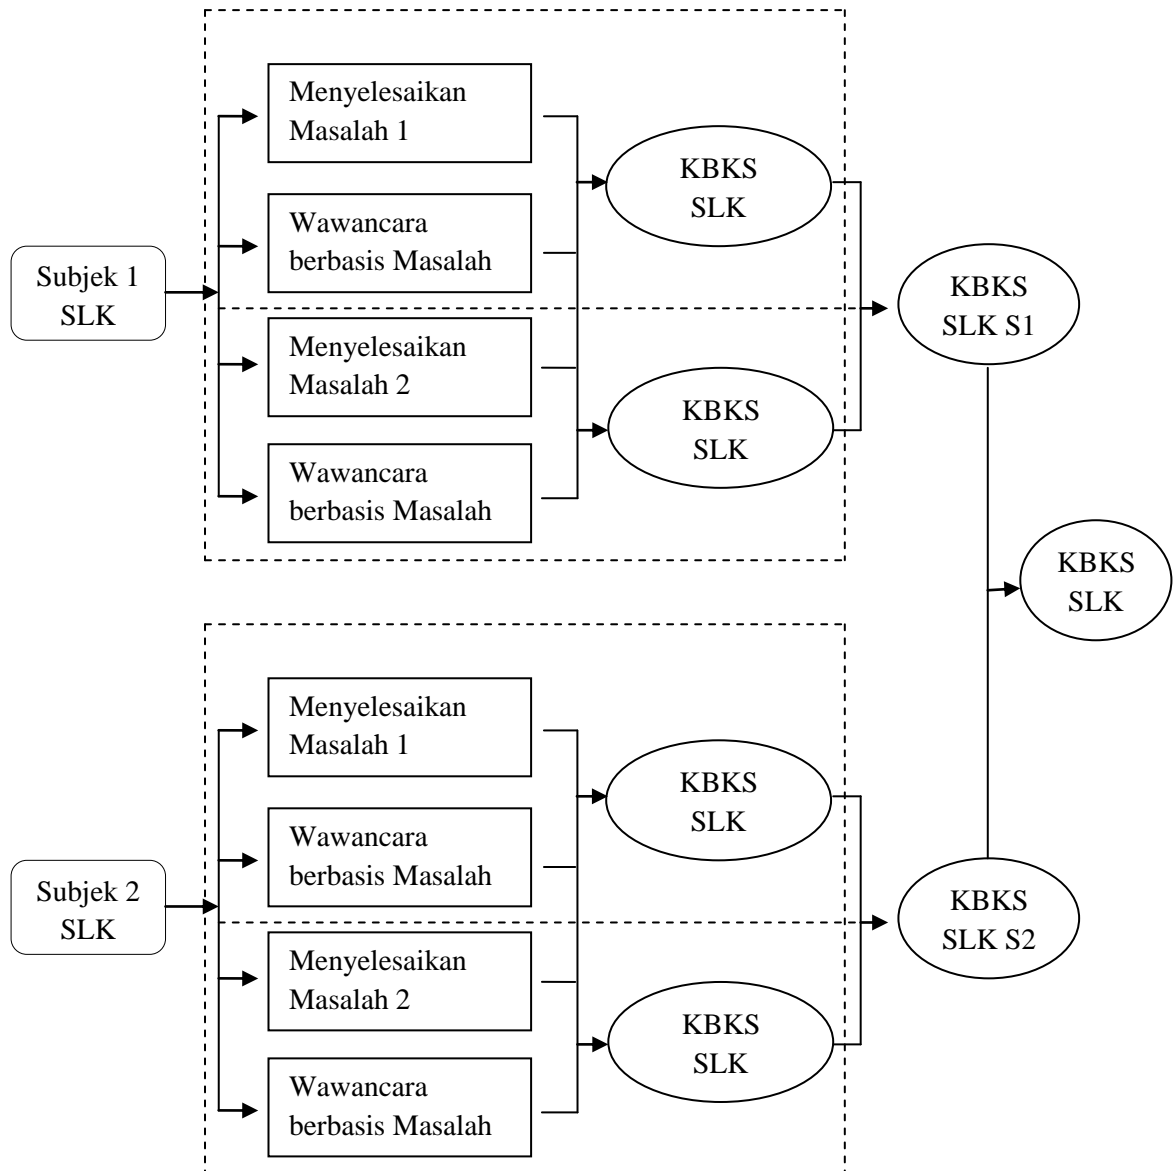 Menyelesaikan
Masalah 1
KBKS
SLK
Wawancara
berbasis Masalah
Subjek 1
SLK
KBKS
SLK S1
Menyelesaikan
Masalah 2
KBKS
SLK
Wawancara
berbasis Masalah
KBKS
SLK
Menyelesaikan
Masalah 1
KBKS
SLK
Wawancara
berbasis Masalah
Subjek 2
SLK
KBKS
SLK S2
Menyelesaikan
Masalah 2
KBKS
SLK
Wawancara
berbasis Masalah